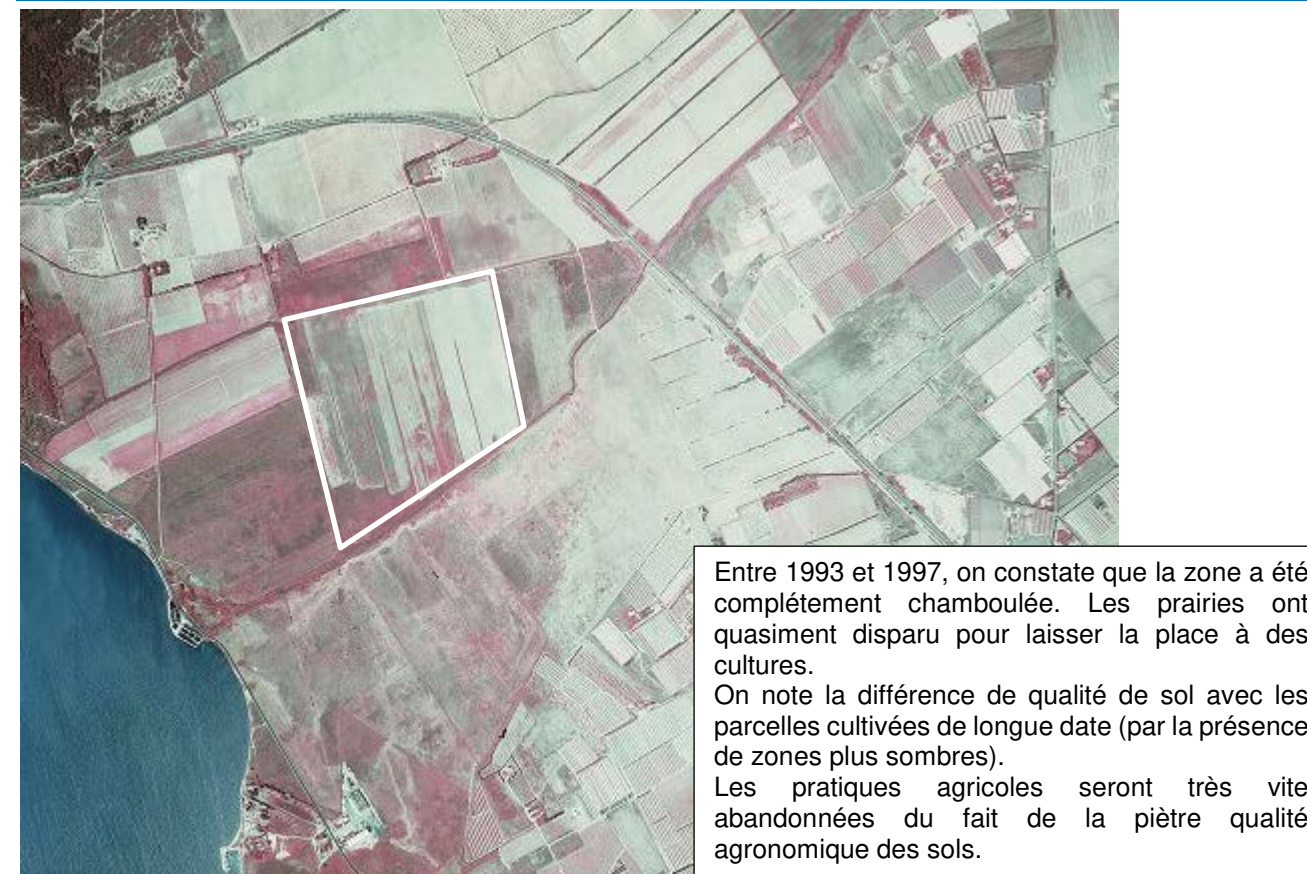 Entre 1993 et 1997, on constate que la zone a été
complétement chamboulée. Les prairies ont
quasiment disparu pour laisser la place à des
cultures.
On note la différence de qualité de sol avec les
parcelles cultivées de longue date (par la présence
de zones plus sombres).
Les pratiques agricoles seront très vite
abandonnées du fait de la piètre qualité
agronomique des sols.